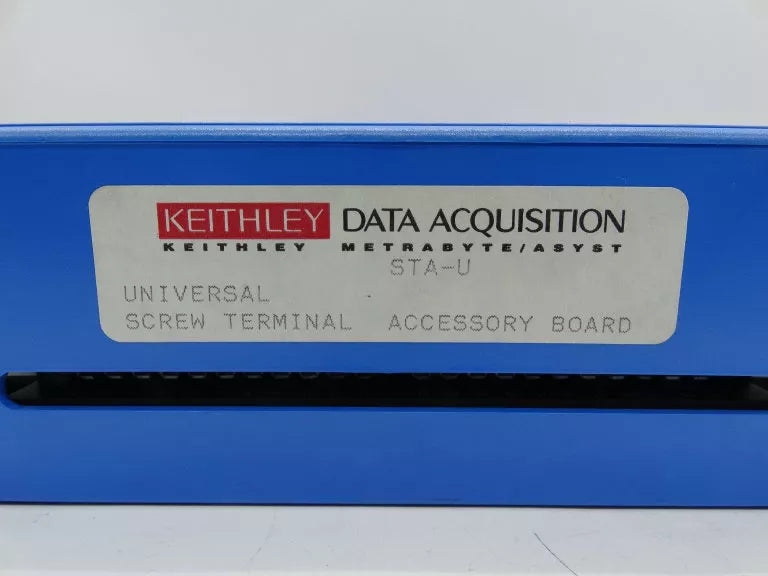 KEITHLEY DATA ACQUISITION
KEITHLEY METRABYTE/ASYST
STA-U
UNIVERSAL
SCREW TERMINAL ACCESSORY BOARD